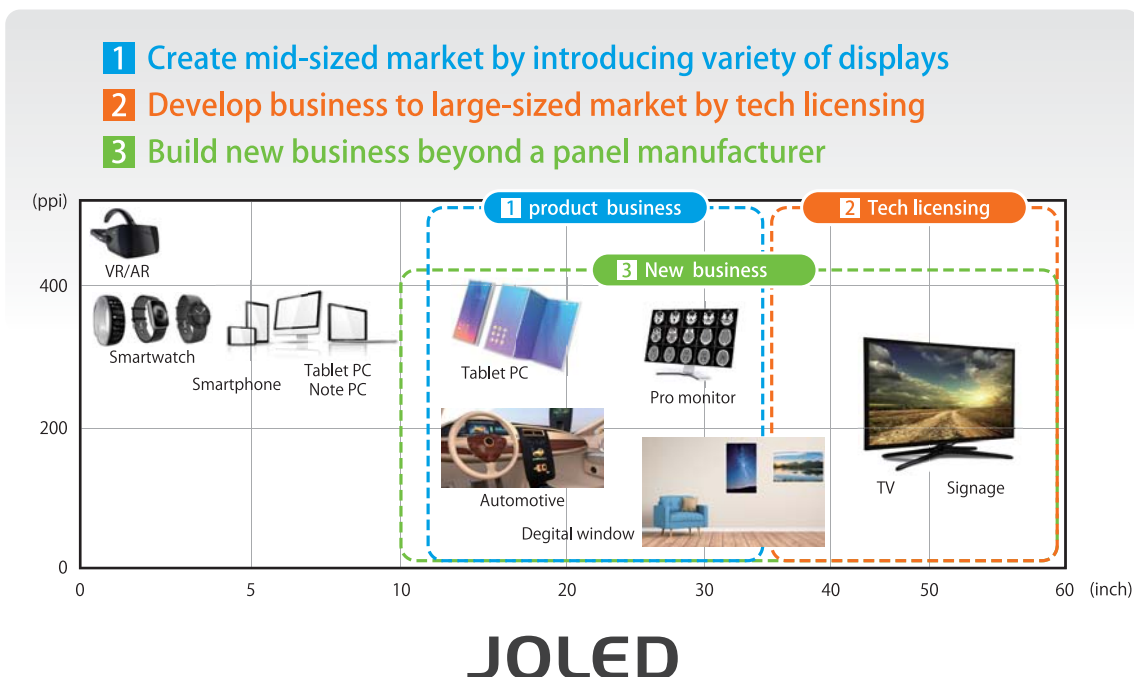 1 Create mid-sized market by introducing variety of displays
2 Develop business to large-sized market by tech licensing
3 Build new business beyond a panel manufacturer
(ppi)
1 product business
2 Tech licensing
3 New business
VR/AR
400
Smartwatch
Smartphone
Tablet PC
Note PC
Tablet PC
Pro monitor
200
Automotive
Degital window
TV
Signage
0
0 5 10 20 30 40 50 60 (inch)
JOLED